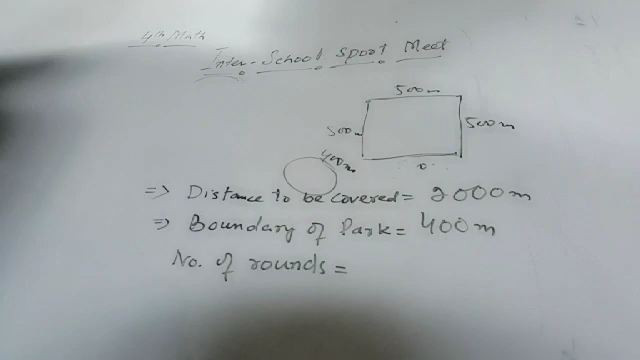 4th Math
Inter-School Sport Meet
500m
500m
500m
400m
0
=> Distance to be covered = 2000m
=> Boundary of Park = 400m
No. of rounds =